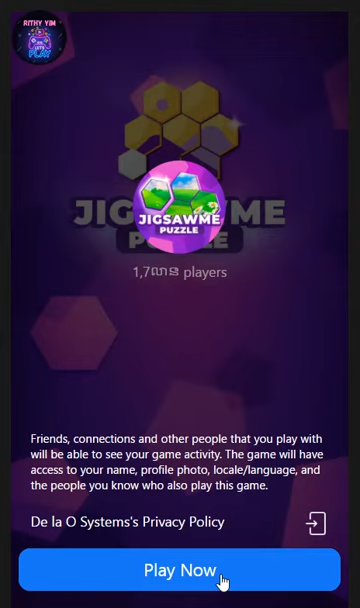 RITHY YIM
LET'S
PLAY
JIGSAWME
PUZZLE
JIGSAWME
PUZZLE
1,7លាន players
Friends, connections and other people that you play with
will be able to see your game activity. The game will have
access to your name, profile photo, locale/language, and
the people you know who also play this game.
De la O Systems's Privacy Policy
Play Now